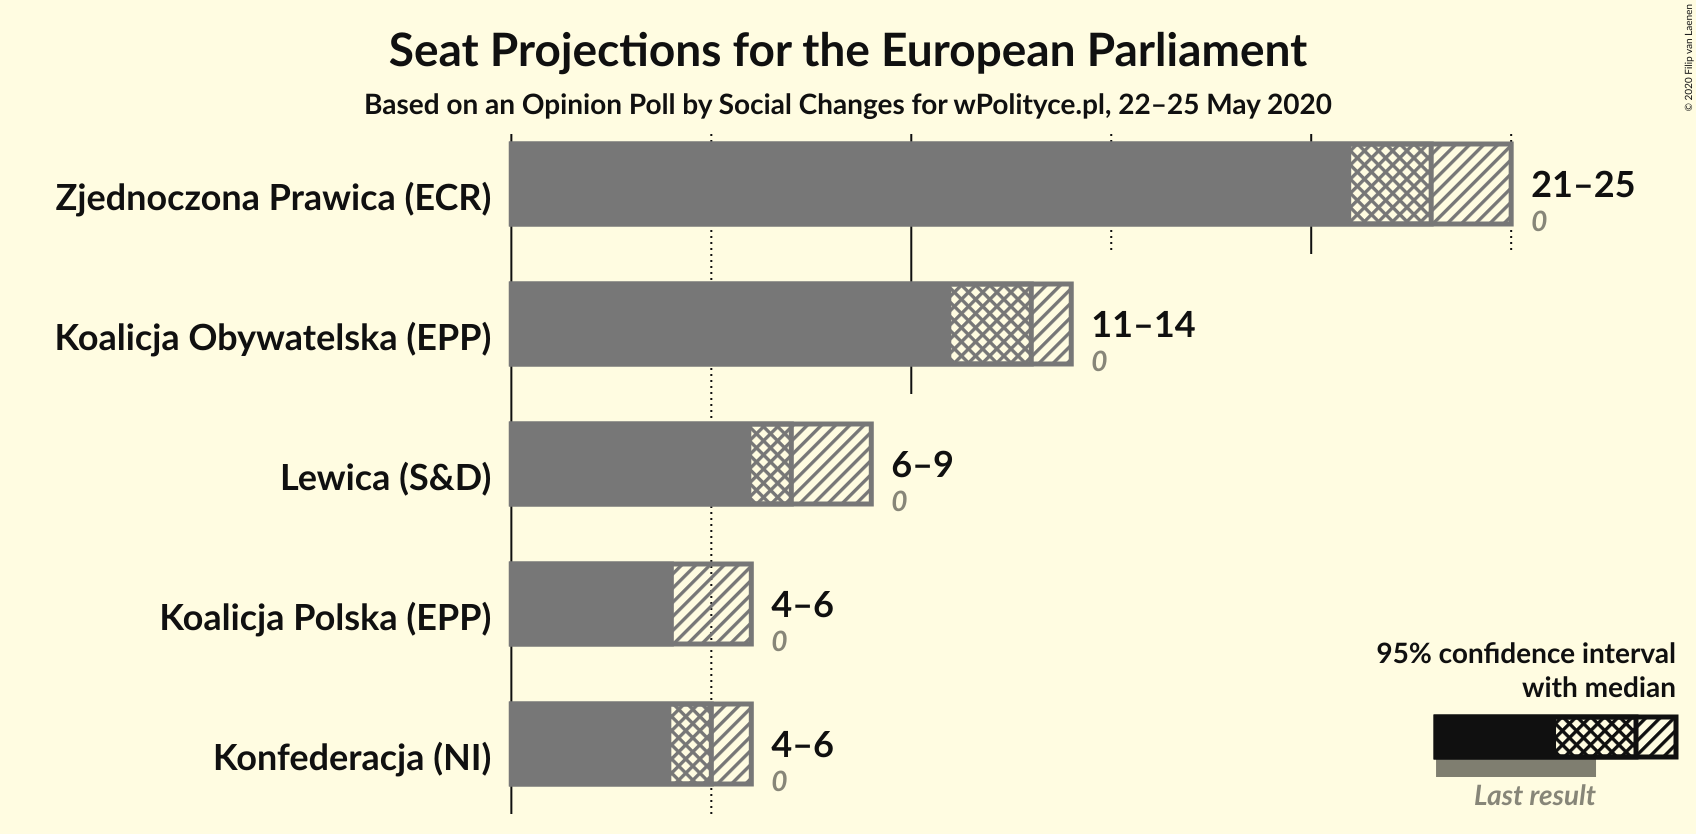 Seat Projections for the European Parliament
Based on an Opinion Poll by Social Changes for wPolityce.pl, 22–25 May 2020
© 2020 Filip van Laenen
Zjednoczona Prawica (ECR)
21–25
0
Koalicja Obywatelska (EPP)
11–14
0
Lewica (S&D)
6–9
0
Koalicja Polska (EPP)
4–6
0
Konfederacja (NI)
4–6
0
95% confidence interval
with median
Last result